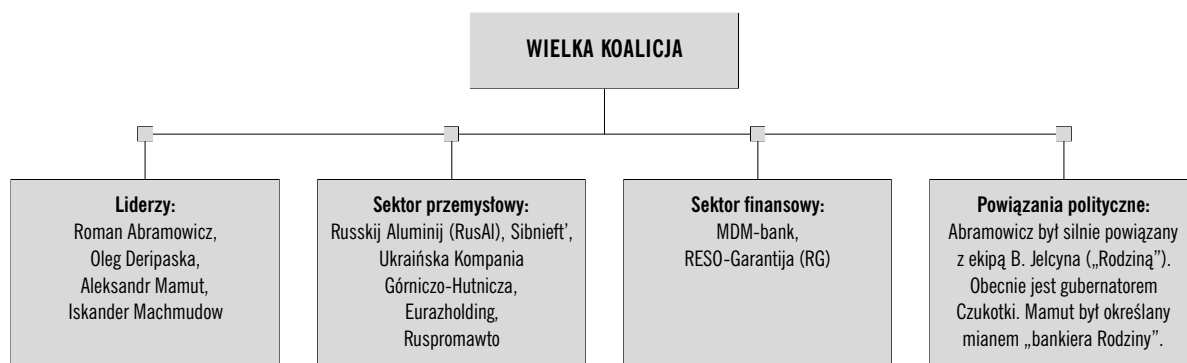 WIELKA KOALICJA
Liderzy:
Roman Abramowicz,
Oleg Deripaska,
Aleksandr Mamut,
Iskander Machmudow
Sektor przemysłowy:
Russkij Aluminij (RusAl), Sibnieft’,
Ukraińska Kompania
Górniczo-Hutnicza,
Eurazholding,
Ruspromawto
Sektor finansowy:
MDM-bank,
RESO-Garantija (RG)
Powiązania polityczne:
Abramowicz był silnie powiązany
z ekipą B. Jelcyna („Rodziną”).
Obecnie jest gubernatorem
Czukotki. Mamut był określany
mianem „bankiera Rodziny”.